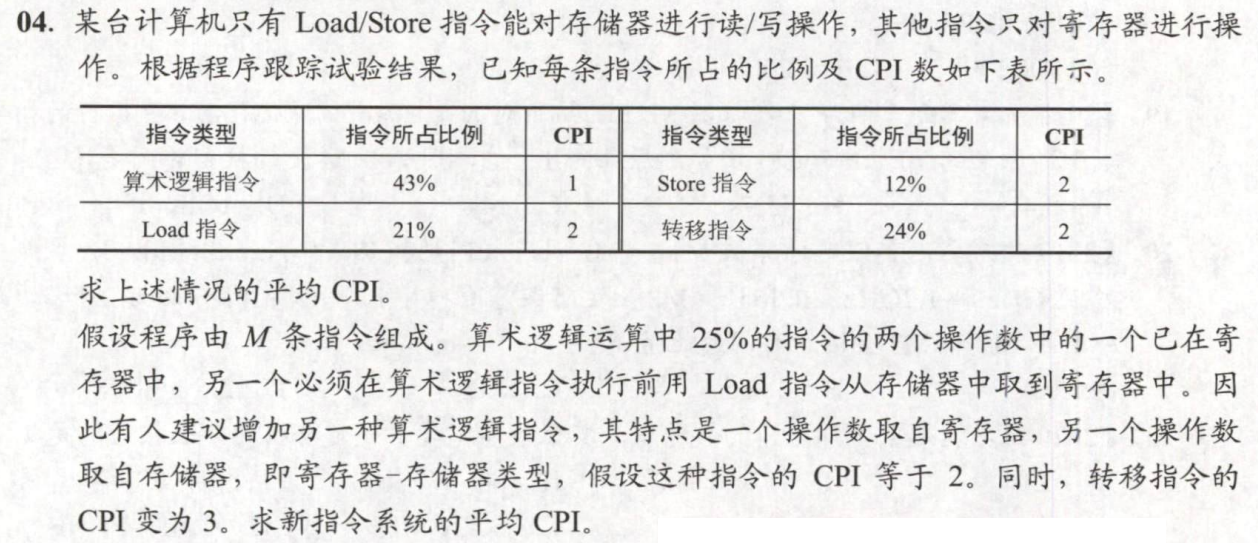 04. 某台计算机只有 Load/Store 指令能对存储器进行读/写操作，其他指令只对寄存器进行操
作。根据程序跟踪试验结果，已知每条指令所占的比例及 CPI 数如下表所示。
指令类型 指令所占比例 CPI 指令类型 指令所占比例 CPI
算术逻辑指令 43% 1 Store 指令 12% 2
Load 指令 21% 2 转移指令 24% 2
求上述情况的平均 CPI。
假设程序由 M 条指令组成。算术逻辑运算中 25%的指令的两个操作数中的一个已在寄
存器中，另一个必须在算术逻辑指令执行前用 Load 指令从存储器中取到寄存器中。因
此有人建议增加另一种算术逻辑指令，其特点是一个操作数取自寄存器，另一个操作数
取自存储器，即寄存器-存储器类型，假设这种指令的 CPI 等于 2。同时，转移指令的
CPI 变为 3。求新指令系统的平均 CPI。